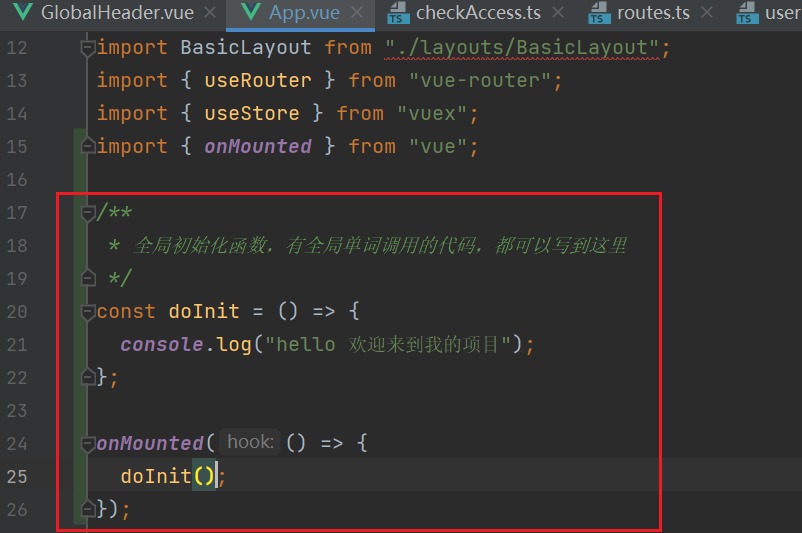 GlobalHeader.vue App.vue checkAccess.ts routes.ts user
12 import BasicLayout from "./layouts/BasicLayout";
13 import { useRouter } from "vue-router";
14 import { useStore } from "vuex";
15 import { onMounted } from "vue";
16
17 /**
18 * 全局初始化函数，有全局单词调用的代码，都可以写到这里
19 */
20 const doInit = () => {
21 console.log("hello 欢迎来到我的项目");
22 };
23
24 onMounted( hook: () => {
25 doInit();
26 });